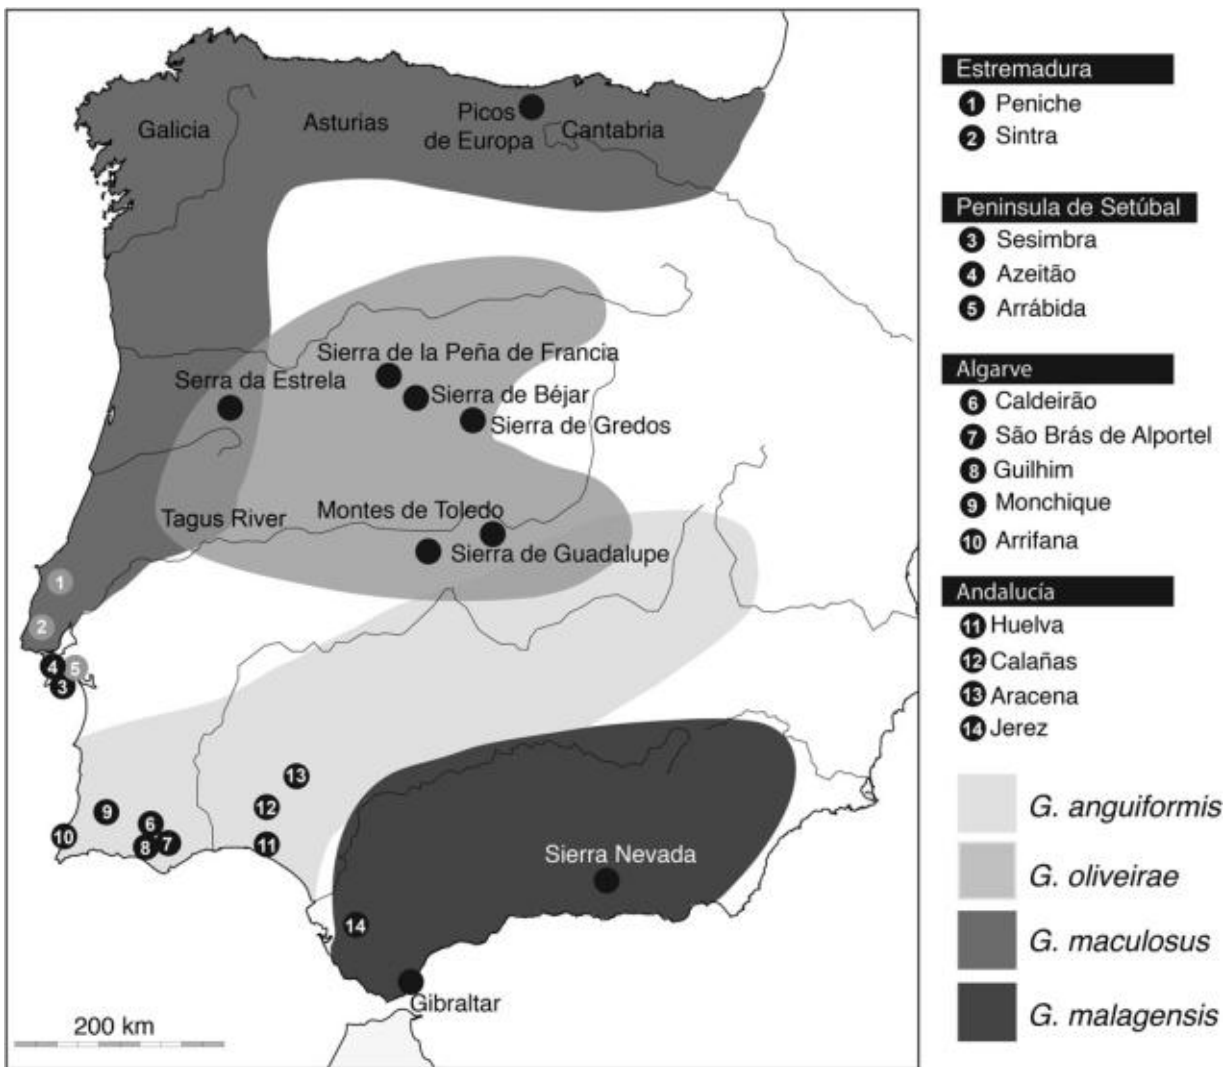 Galicia
Asturias
Picos
de Europa
Cantabria
Sierra de la Peña de Francia
Serra da Estrela
Sierra de Béjar
Sierra de Gredos
Tagus River
Montes de Toledo
Sierra de Guadalupe
1
2
4
5
3
13
12
9
6
10
8
7
11
Sierra Nevada
14
Gibraltar
200 km
Estremadura
1 Peniche
2 Sintra
Peninsula de Setúbal
3 Sesimbra
4 Azeitão
5 Arrábida
Algarve
6 Caldeirão
7 São Brás de Alportel
8 Guilhim
9 Monchique
10 Arrifana
Andalucía
11 Huelva
12 Calañas
13 Aracena
14 Jerez
G. anguiformis
G. oliveirae
G. maculosus
G. malagensis